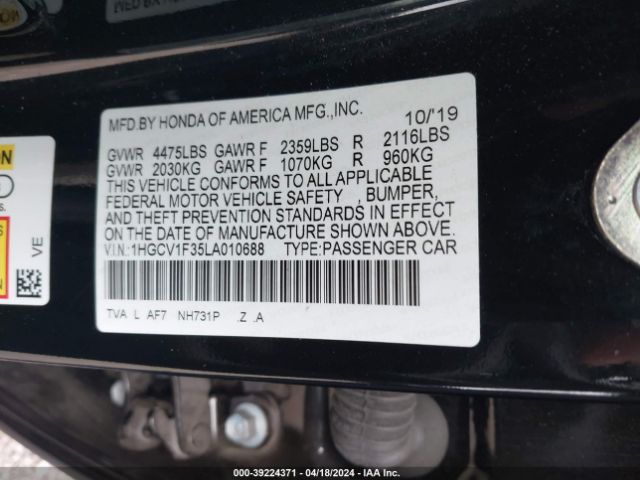 MFD.BY HONDA OF AMERICA MFG.,INC. 10/'19
GVWR 4475LBS GAWR F 2359LBS R 2116LBS
GVWR 2030KG GAWR F 1070KG R 960KG
THIS VEHICLE CONFORMS TO ALL APPLICABLE
FEDERAL MOTOR VEHICLE SAFETY , BUMPER,
AND THEFT PREVENTION STANDARDS IN EFFECT
ON THE DATE OF MANUFACTURE SHOWN ABOVE.
V.I.N.:1HGCV1F35LA010688 TYPE:PASSENGER CAR
TVA L AF7 NH731P .Z .A
VE
000-39224371 - 04/18/2024 - IAA Inc.